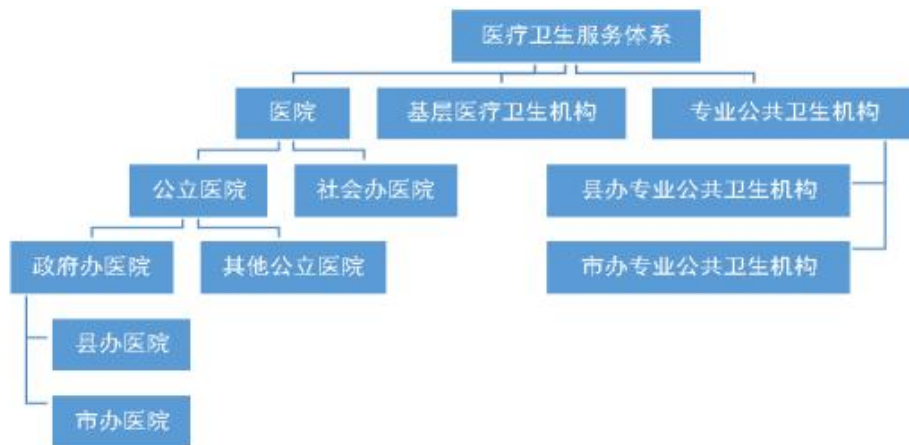 医疗卫生服务体系
医院
基层医疗卫生机构
专业公共卫生机构
公立医院
社会办医院
县办专业公共卫生机构
政府办医院
其他公立医院
市办专业公共卫生机构
县办医院
市办医院